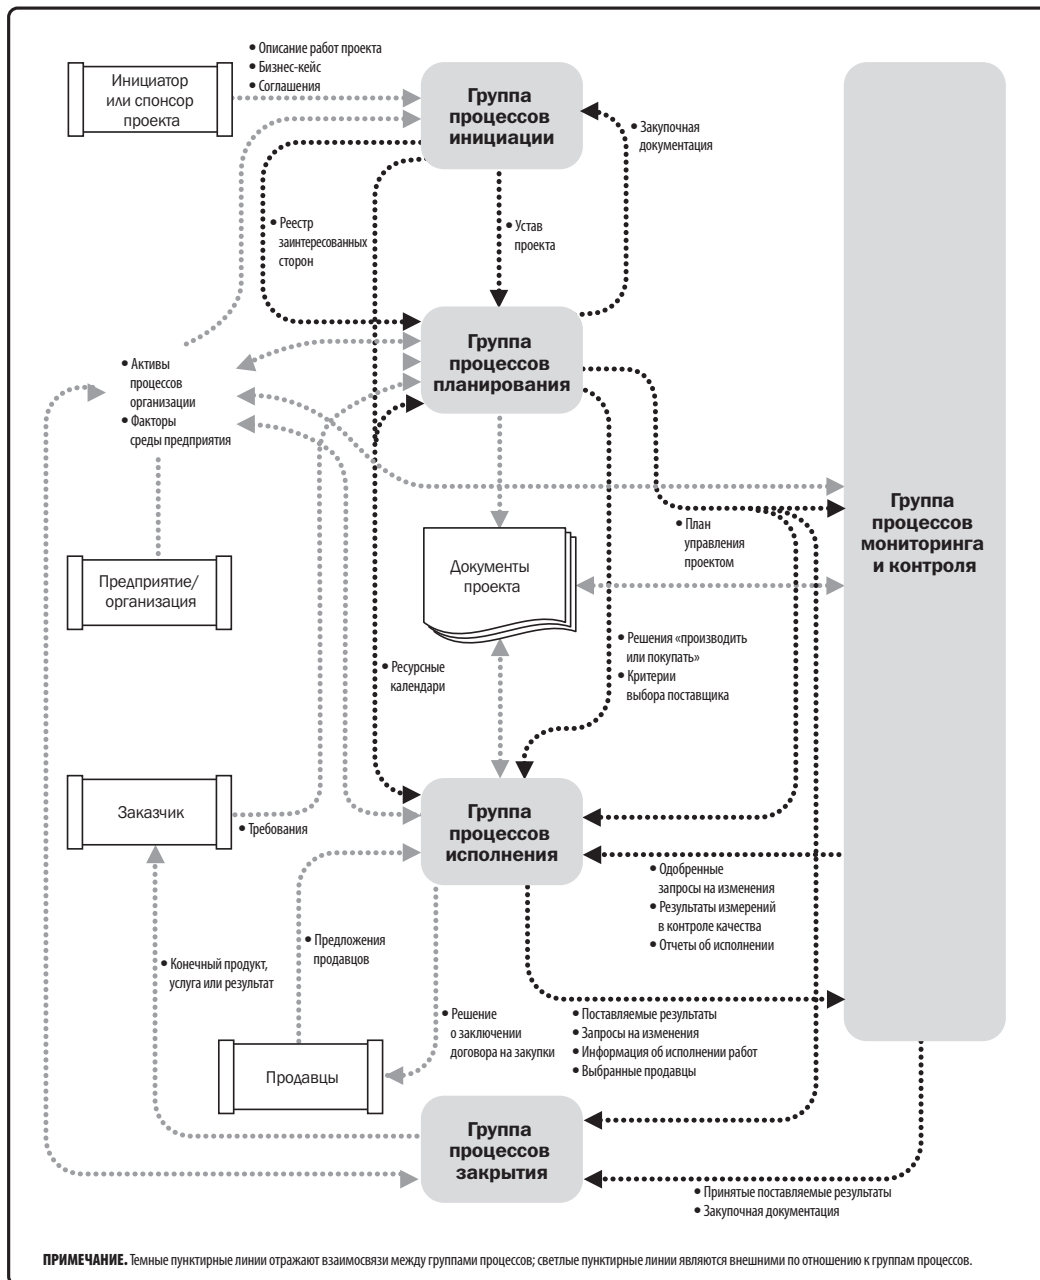 • Описание работ проекта
• Бизнес-кейс
• Соглашения
Инициатор
или спонсор
проекта
Группа
процессов
инициации
• Закупочная
документация
• Реестр
заинтересованных
сторон
• Устав
проекта
Группа
процессов
планирования
• Активы
процессов
организации
• Факторы
среды предприятия
Группа
процессов
мониторинга
и контроля
• План
управления
проектом
Предприятие/
организация
Документы
проекта
• Решения «производить
или покупать»
• Критерии
выбора поставщика
• Ресурсные
календари
Заказчик
• Требования
Группа
процессов
исполнения
• Одобренные
запросы на изменения
• Результаты измерений
в контроле качества
• Отчеты об исполнении
• Предложения
продавцов
• Конечный продукт,
услуга или результат
• Решение
о заключении
договора на закупки
• Поставляемые результаты
• Запросы на изменения
• Информация об исполнении работ
• Выбранные продавцы
Продавцы
Группа
процессов
закрытия
• Принятые поставляемые результаты
• Закупочная документация
ПРИМЕЧАНИЕ. Темные пунктирные линии отражают взаимосвязи между группами процессов; светлые пунктирные линии являются внешними по отношению к группам процессов.